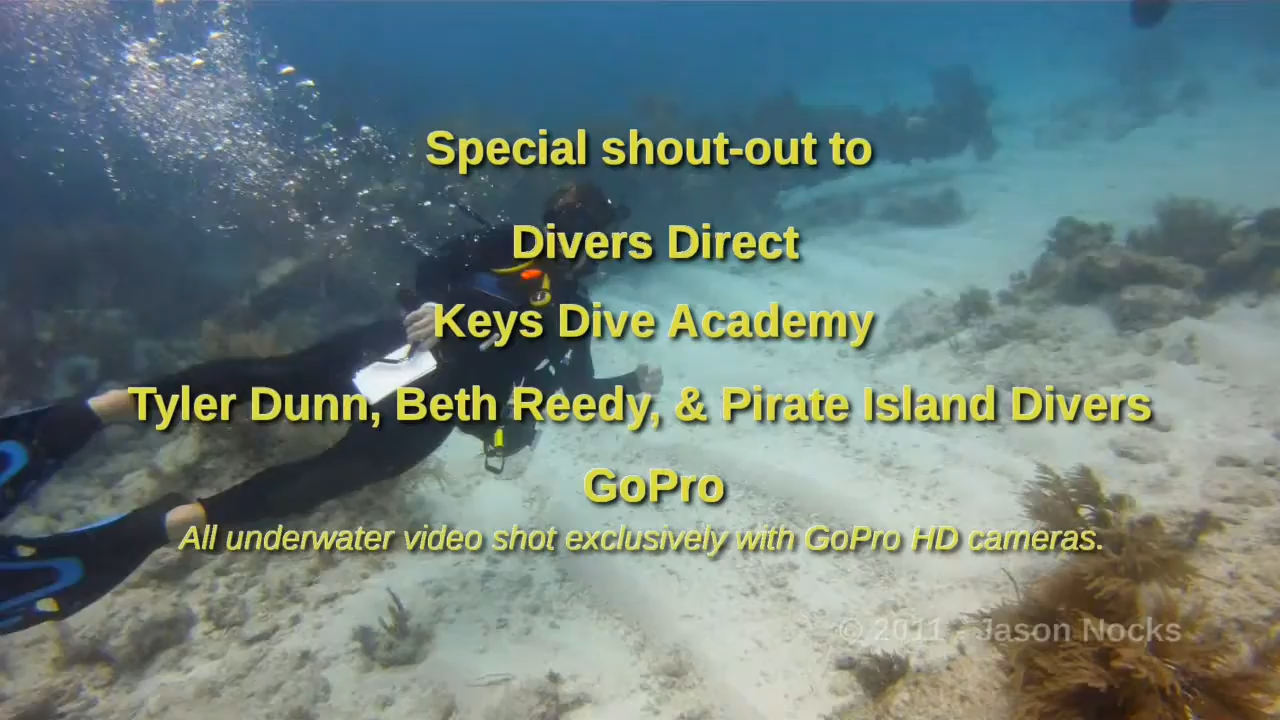 Special shout-out to
Divers Direct
Keys Dive Academy
Tyler Dunn, Beth Reedy, & Pirate Island Divers
GoPro
All underwater video shot exclusively with GoPro HD cameras.
© 2011 - Jason Nocks